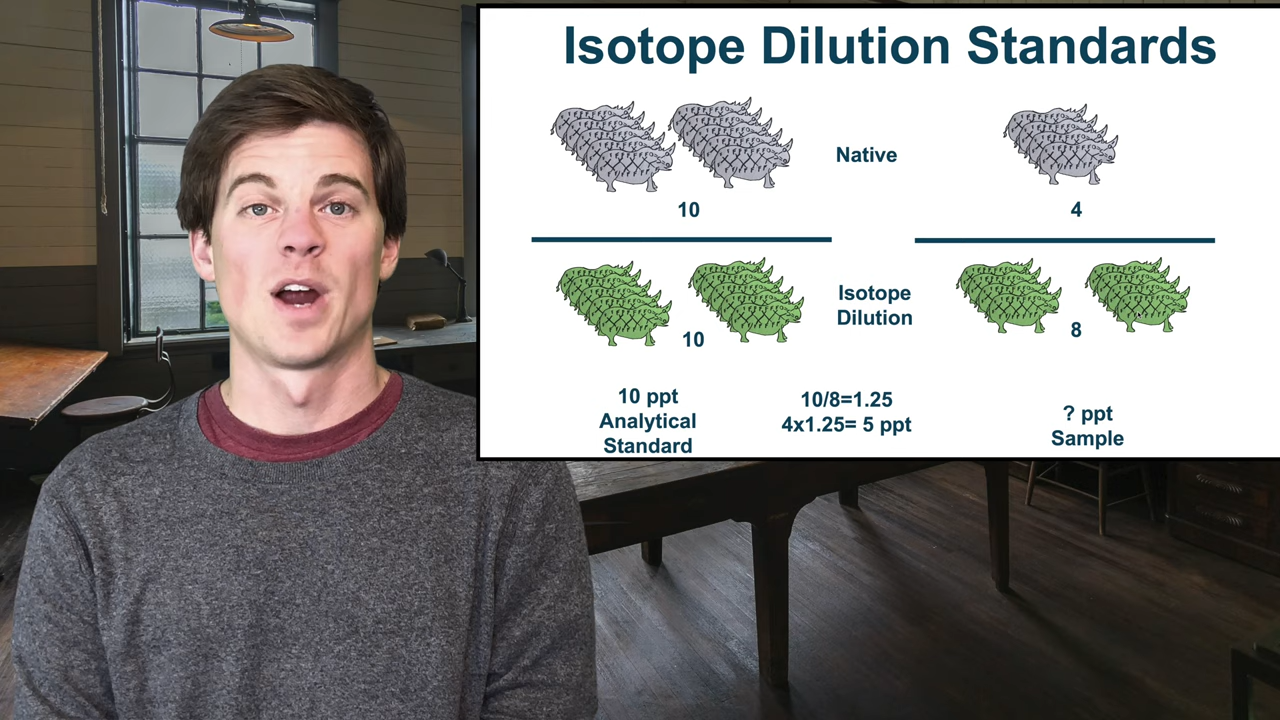 Isotope Dilution Standards
Native
10
4
Isotope
Dilution
10
8
10 ppt
Analytical
Standard
10/8=1.25
4x1.25= 5 ppt
? ppt
Sample